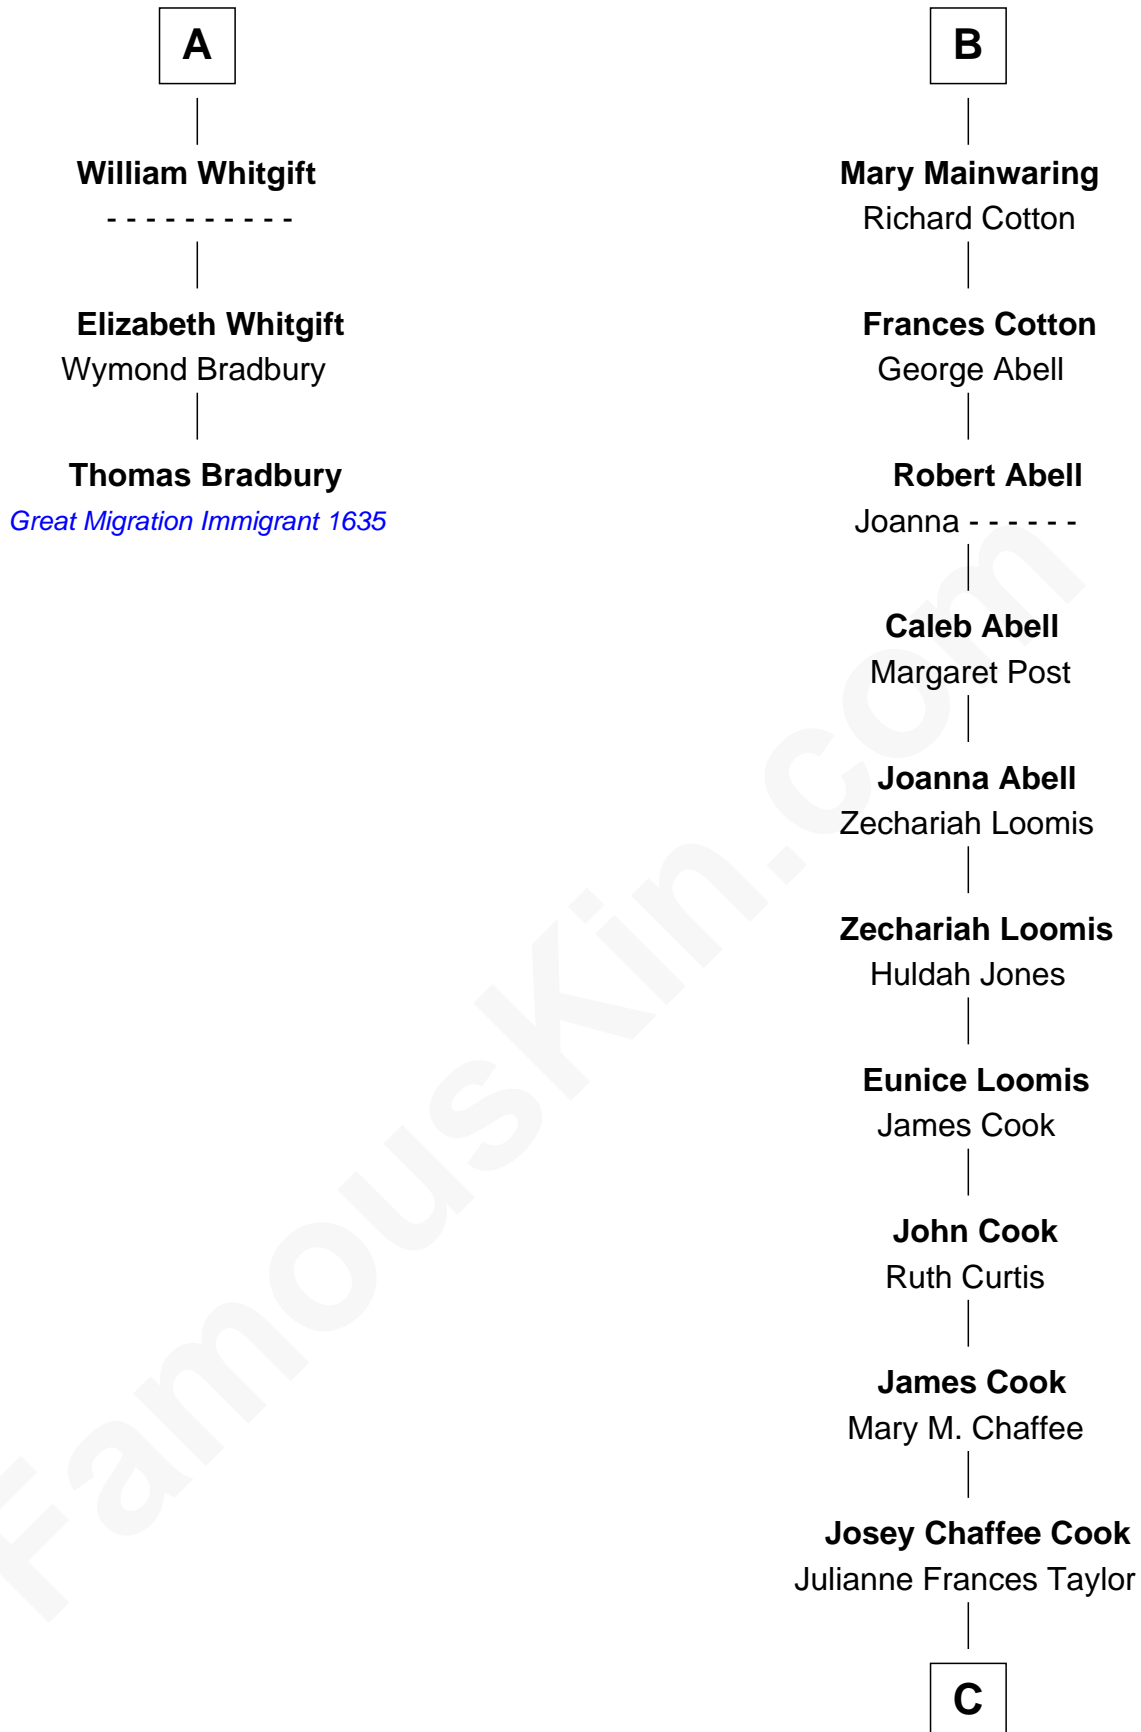 A
William Whitgift
- - - - - - - - - -
Elizabeth Whitgift
Wymond Bradbury
Thomas Bradbury
Great Migration Immigrant 1635
B
Mary Mainwaring
Richard Cotton
Frances Cotton
George Abell
Robert Abell
Joanna - - - - - -
Caleb Abell
Margaret Post
Joanna Abell
Zechariah Loomis
Zechariah Loomis
Huldah Jones
Eunice Loomis
James Cook
John Cook
Ruth Curtis
James Cook
Mary M. Chaffee
Josey Chaffee Cook
Julianne Frances Taylor
C
FamousKin.com